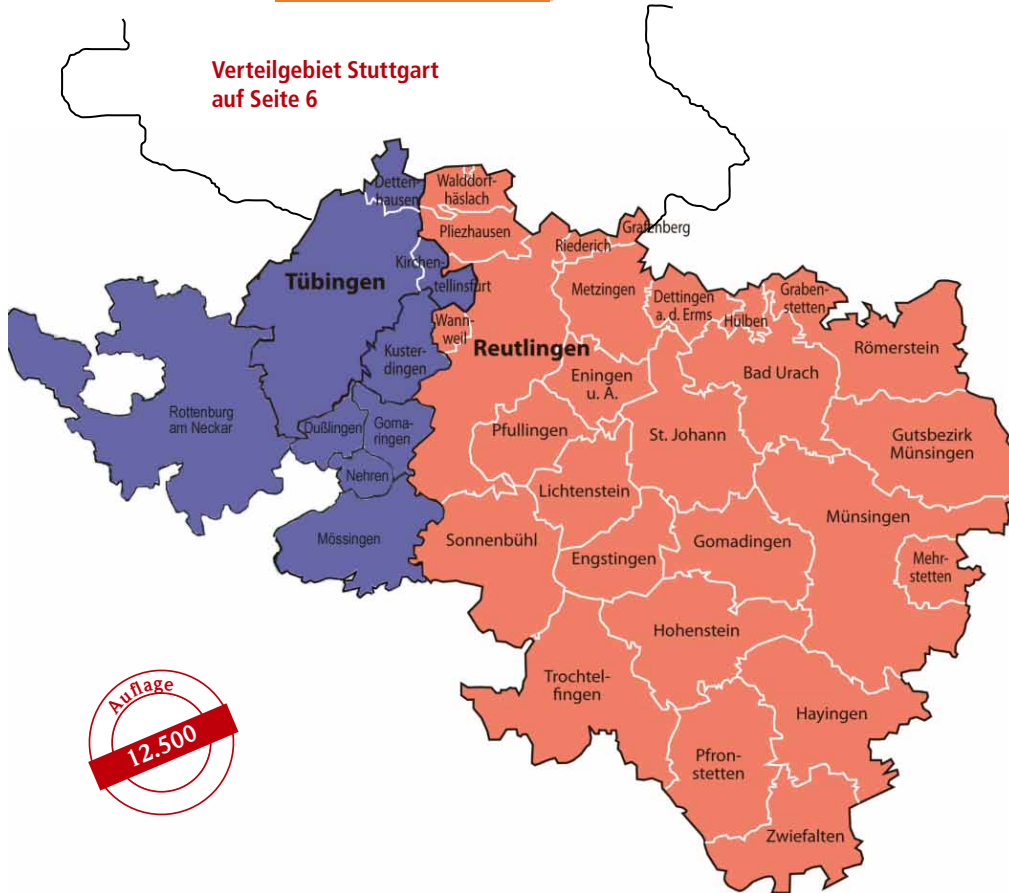 Verteilgebiet Stuttgart
auf Seite 6
Detten-
hausen
Walddorf-
häslach
Pliezhausen
Grafenberg
Riederich
Kirchen-
tellinsfurt
Tübingen
Metzingen
Dettingen
a. d. Erms
Hülben
Graben-
stetten
Wann-
weil
Reutlingen
Römerstein
Kuster-
dingen
Eningen
u. A.
Bad Urach
Rottenburg
am Neckar
Dußlingen
Goma-
ringen
Pfullingen
St. Johann
Gutsbezirk
Münsingen
Nehren
Lichtenstein
Münsingen
Mössingen
Sonnenbühl
Engstingen
Gomadingen
Mehr-
stetten
Hohenstein
Trochtel-
fingen
Hayingen
Auflage
12.500
Pfron-
stetten
Zwiefalten